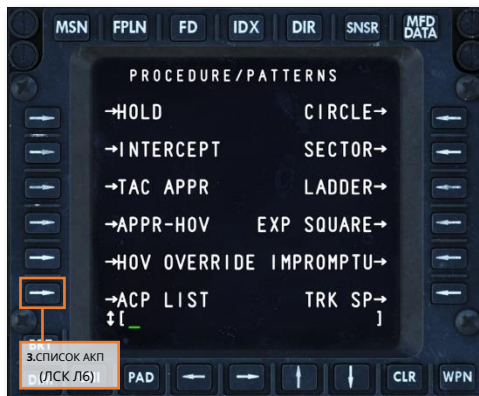 MSN FPLN FD IDX DIR SNSR MFD
DATA
PROCEDURE/PATTERNS
→HOLD CIRCLE→
→INTERCEPT SECTOR→
→TAC APPR LADDER→
→APPR-HOV EXP SQUARE→
→HOV OVERRIDE IMPROMPTU→
→ACP LIST TRK SP→
↕[_ ]
3.СПИСОК АКП
(ЛСК Л6)
PAD ← → ↑ ↓ CLR WPN